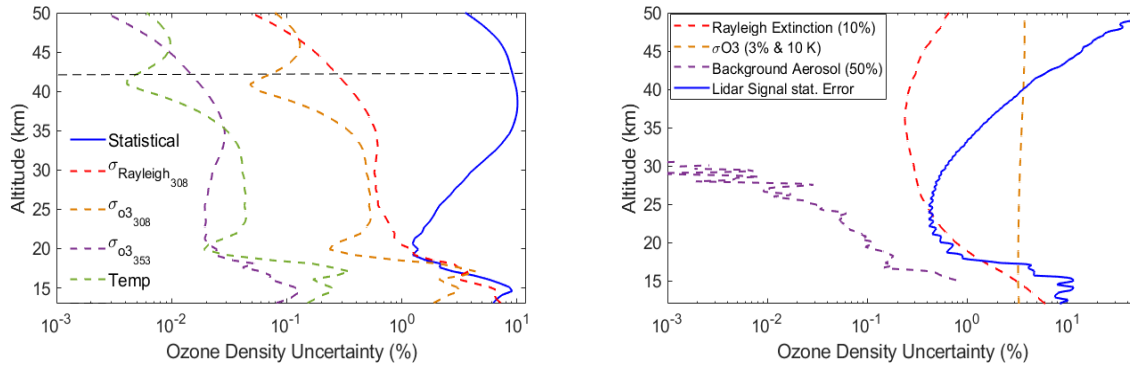 50
45
40
35
30
25
20
15
Altitude (km)
Statistical
σRayleigh308
σo3308
σo3353
Temp
10-3
10-2
10-1
100
101
Ozone Density Uncertainty (%)
50
45
40
35
30
25
20
15
Altitude (km)
Rayleigh Extinction (10%)
σO3 (3% & 10 K)
Background Aerosol (50%)
Lidar Signal stat. Error
10-3
10-2
10-1
100
101
Ozone Density Uncertainty (%)